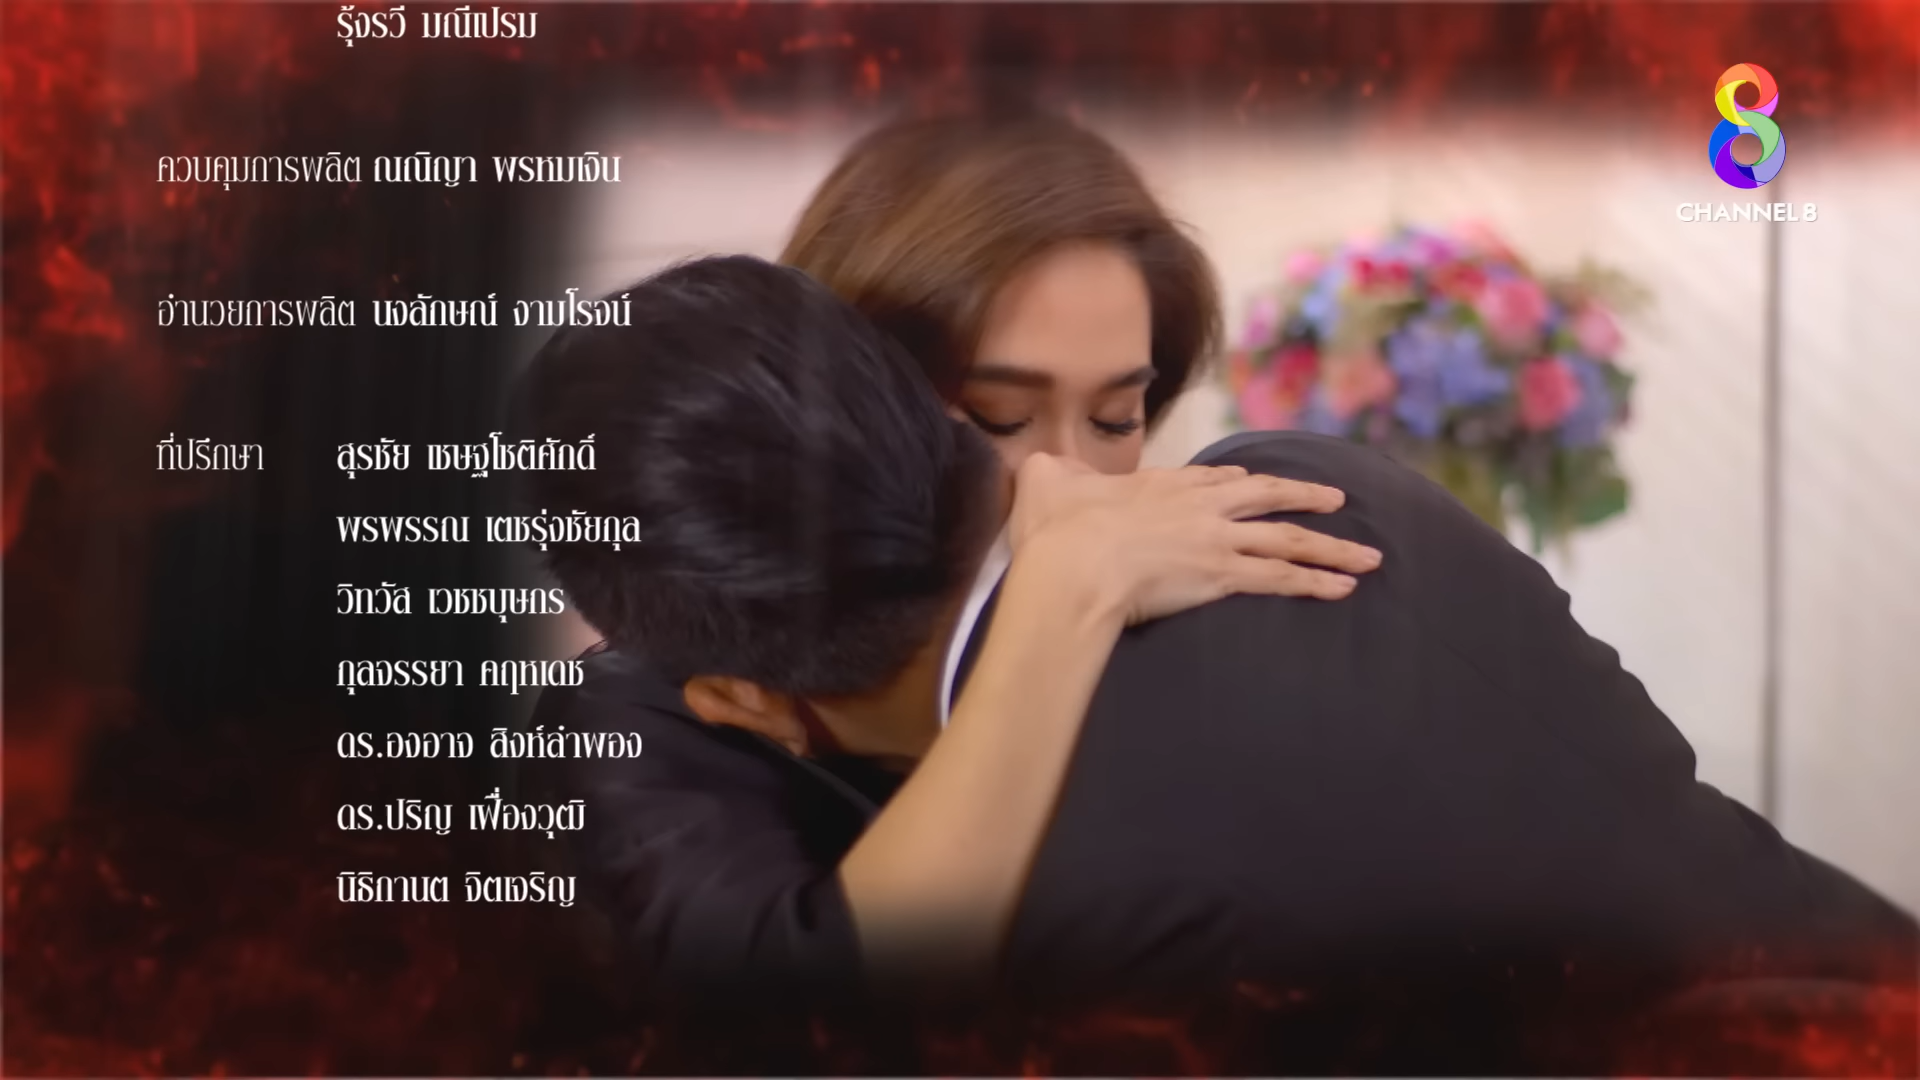 รุ้งรวี มณีเปรม
ควบคุมการผลิต ณณิญา พรหมเงิน
อำนวยการผลิต นงลักษณ์ งามโรจน์
ที่ปรึกษา สุรชัย เชษฐโชติศักดิ์
พรพรรณ เตชรุ่งชัยกุล
วิทวัส เวชชบุษกร
กุลจรรยา คฤหเดช
ดร.องอาจ สิงห์ลำพอง
ดร.ปริญ เฟื่องวุฒิ
นิธิกานต จิตเจริญ
CHANNEL 8